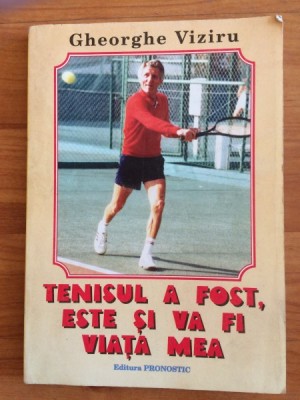 Gheorghe Viziru
TENISUL A FOST,
ESTE ȘI VA FI
VIAȚA MEA
Editura PRONOSTIC